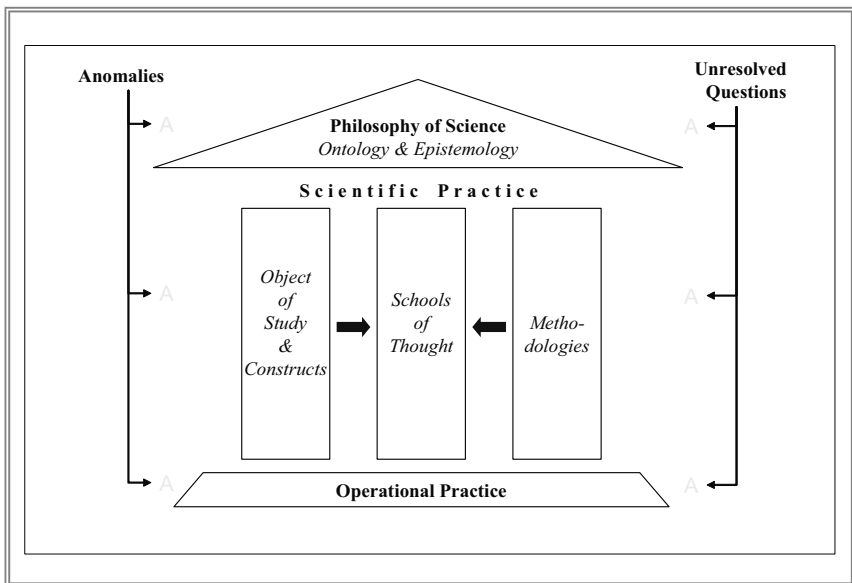 Anomalies
Unresolved
Questions
A
A
Philosophy of Science
Ontology & Epistemology
Scientific Practice
Object
of
Study
&
Constructs
Schools
of
Thought
Metho-
dologies
A
A
A
A
Operational Practice